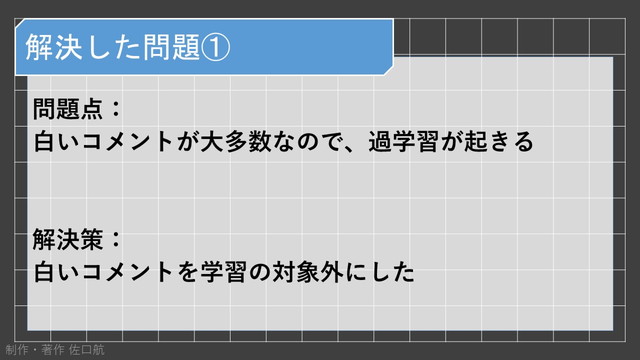 解決した問題①
問題点：
白いコメントが大多数なので、過学習が起きる
解決策：
白いコメントを学習の対象外にした
制作・著作 佐口航